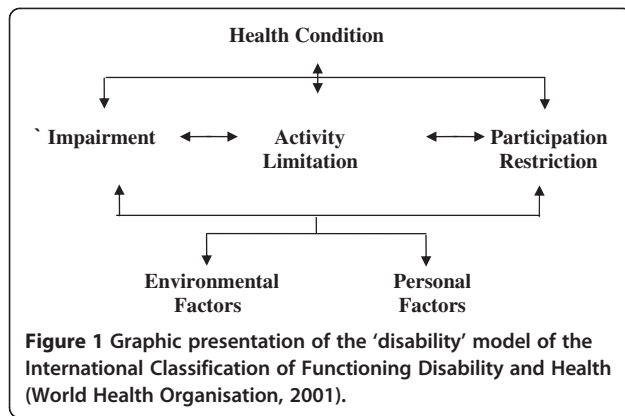 Health Condition
` Impairment Activity Participation
Limitation Restriction
Environmental Personal
Factors Factors
Figure 1 Graphic presentation of the ‘disability’ model of the
International Classification of Functioning Disability and Health
(World Health Organisation, 2001).